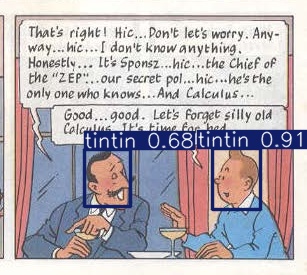 That's right! Hic...Don't let's worry. Any-
way...hic...I don't know anything.
Honestly... It's Sponsz...hic...the Chief of
the "ZEP"...our secret pol...hic...he's the
only one who knows...And Calculus...
Good...good. Let's forget silly old
Calculus. It's time for bed
tintin 0.68
tintin 0.91